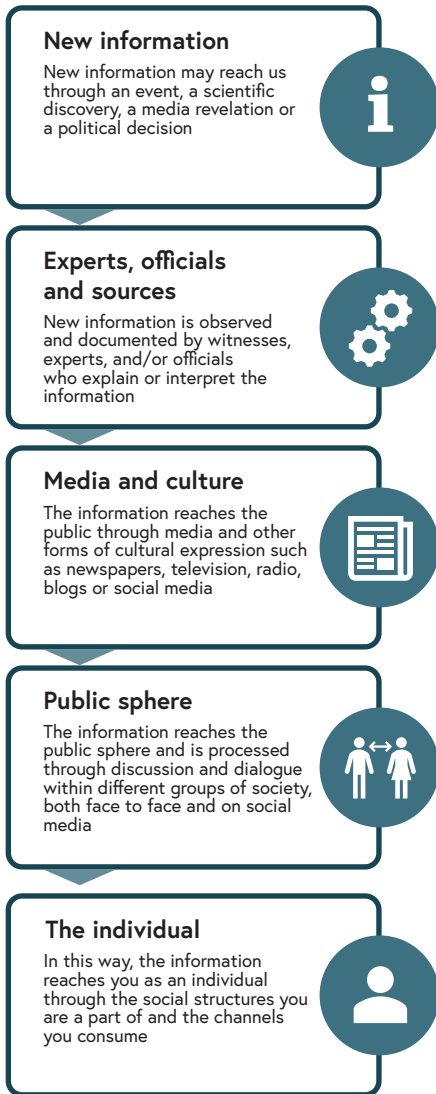 New information
New information may reach us
through an event, a scientific
discovery, a media revelation or
a political decision
Experts, officials
and sources
New information is observed
and documented by witnesses,
experts, and/or officials
who explain or interpret the
information
Media and culture
The information reaches the
public through media and other
forms of cultural expression such
as newspapers, television, radio,
blogs or social media
Public sphere
The information reaches the
public sphere and is processed
through discussion and dialogue
within different groups of society,
both face to face and on social
media
The individual
In this way, the information
reaches you as an individual
through the social structures you
are a part of and the channels
you consume